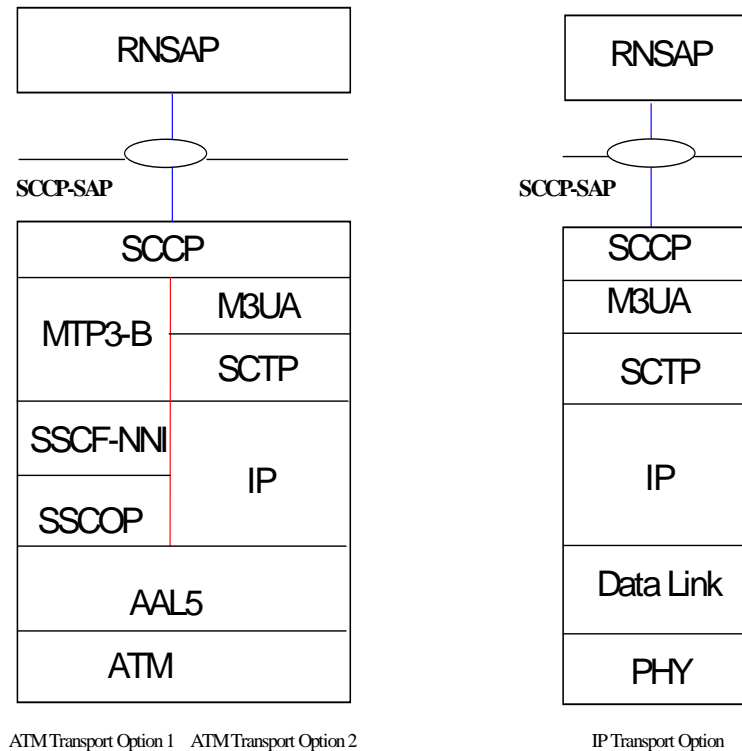 RNSAP
SCCP-SAP
SCCP
MTP3-B
M3UA
SCTP
SSCF-NNI
SSCOP
IP
AAL5
ATM
ATM Transport Option 1
ATM Transport Option 2
RNSAP
SCCP-SAP
SCCP
M3UA
SCTP
IP
Data Link
PHY
IP Transport Option